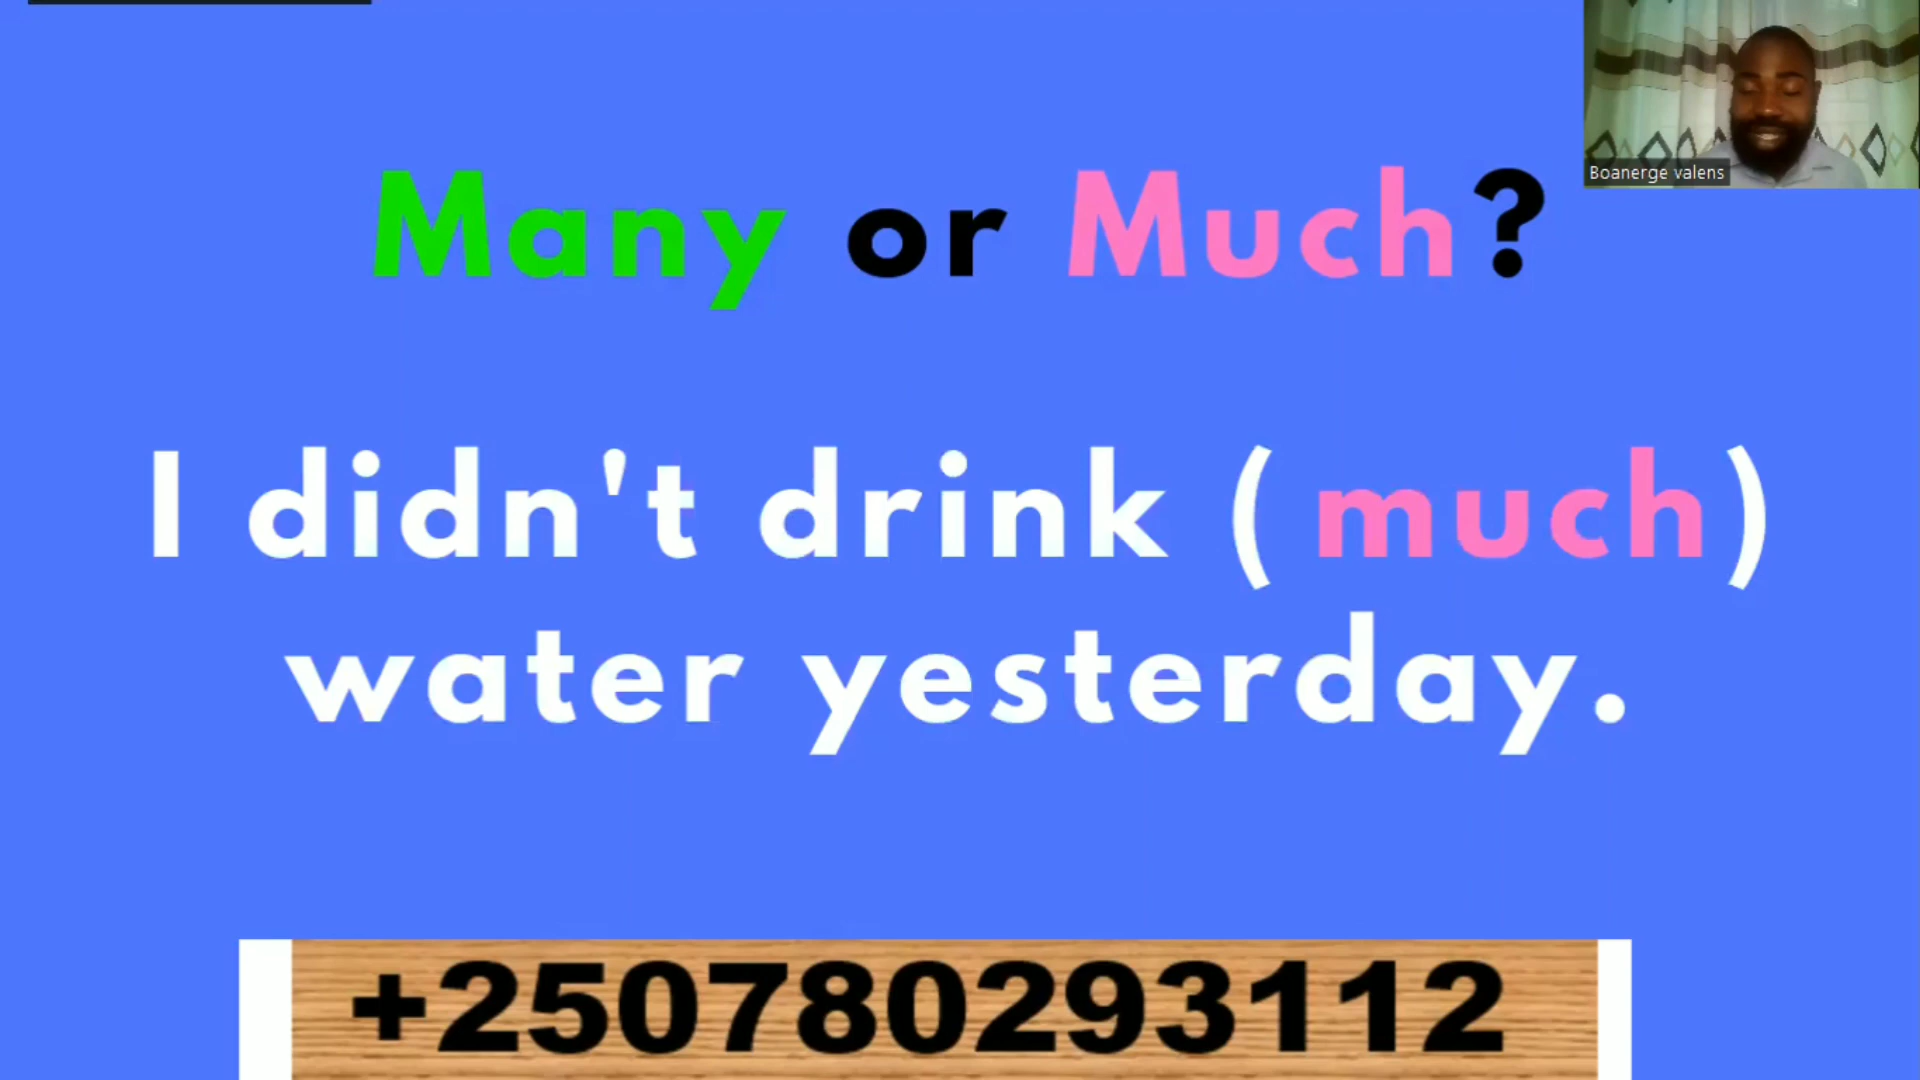 Boanerge valens
Many or Much?
I didn't drink ( much)
water yesterday.
+250780293112